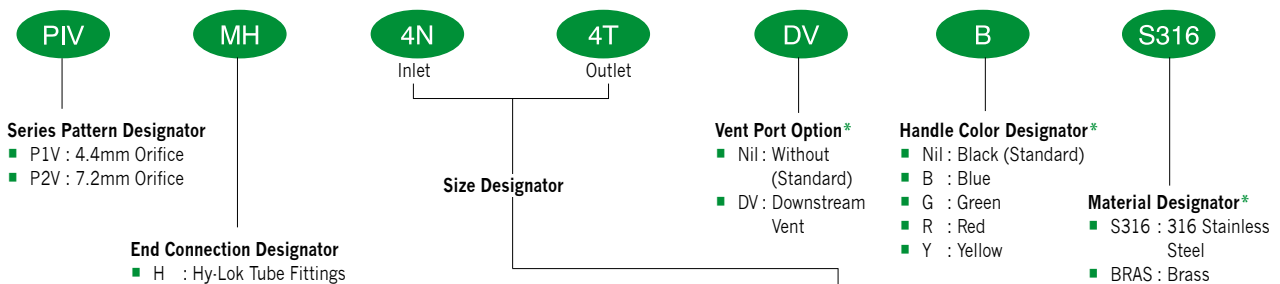 PIV MH 4N 4T DV B S316
Inlet Outlet
Series Pattern Designator
P1V : 4.4mm Orifice
P2V : 7.2mm Orifice
End Connection Designator
H : Hy-Lok Tube Fittings
Size Designator
Vent Port Option*
Nil : Without
(Standard)
DV : Downstream
Vent
Handle Color Designator*
Nil : Black (Standard)
B : Blue
G : Green
R : Red
Y : Yellow
Material Designator*
S316 : 316 Stainless
Steel
BRAS : Brass